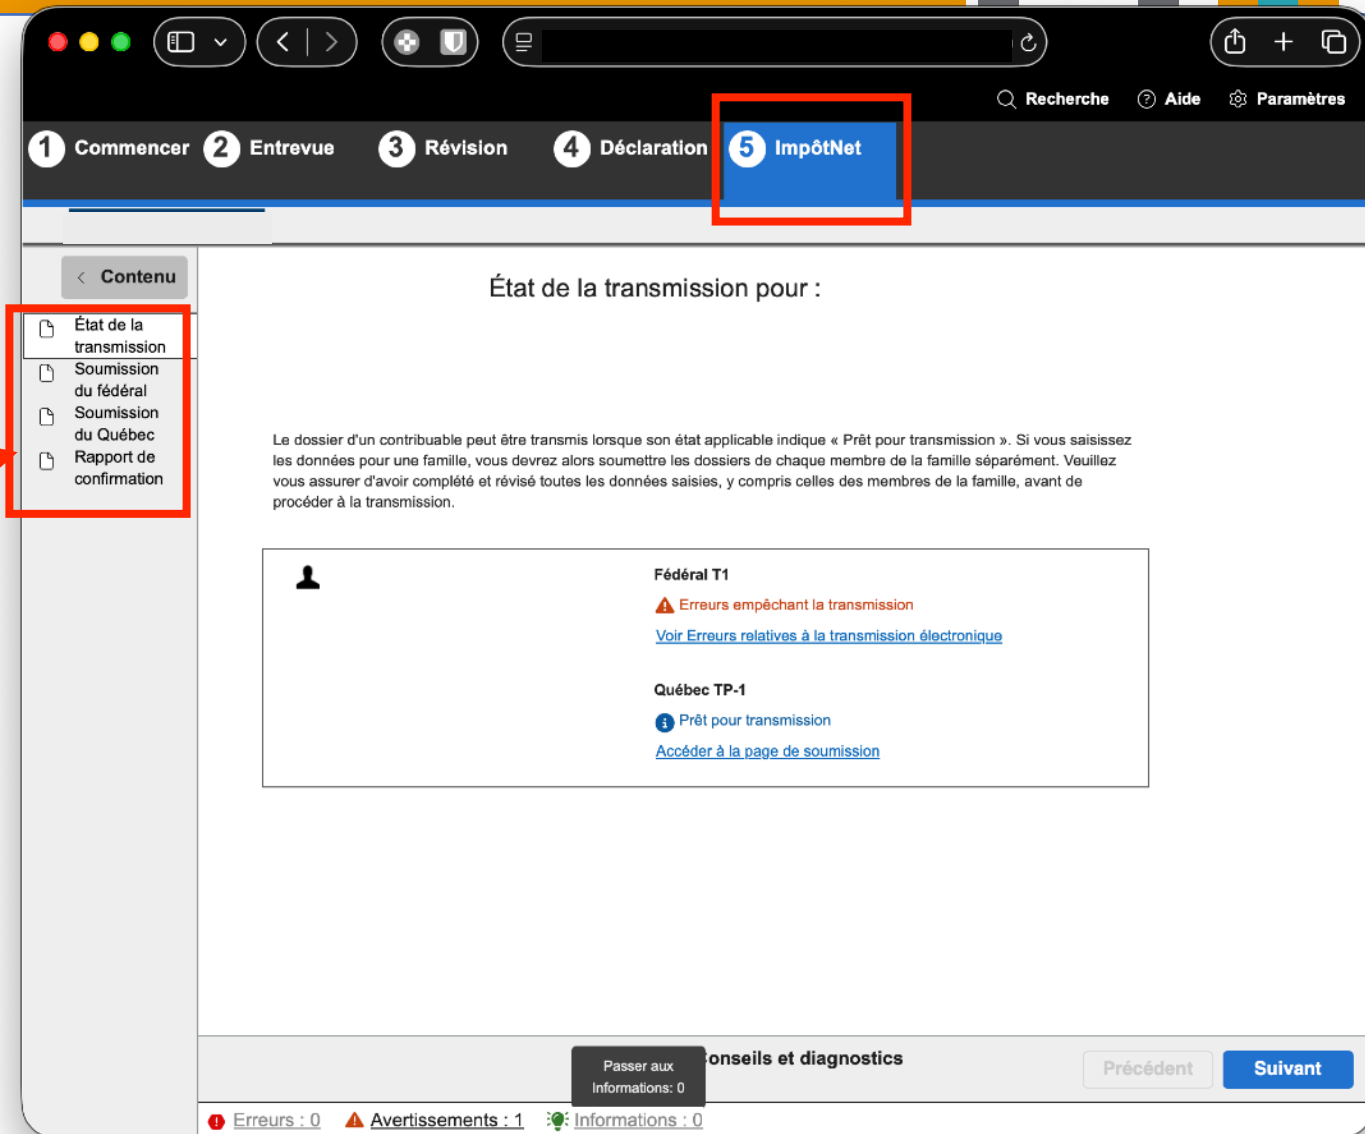 Recherche
Aide
Paramètres
1 Commencer
2 Entrevue
3 Révision
4 Déclaration
5 ImpôtNet
Contenu
État de la
transmission
Soumission
du fédéral
Soumission
du Québec
Rapport de
confirmation
État de la transmission pour :
Le dossier d'un contribuable peut être transmis lorsque son état applicable indique « Prêt pour transmission ». Si vous saisissez
les données pour une famille, vous devrez alors soumettre les dossiers de chaque membre de la famille séparément. Veuillez
vous assurer d'avoir complété et révisé toutes les données saisies, y compris celles des membres de la famille, avant de
procéder à la transmission.
Fédéral T1
Erreurs empêchant la transmission
Voir Erreurs relatives à la transmission électronique
Québec TP-1
Prêt pour transmission
Accéder à la page de soumission
Passer aux
Informations: 0
onseils et diagnostics
Précédent
Suivant
Erreurs : 0
Avertissements : 1
Informations : 0